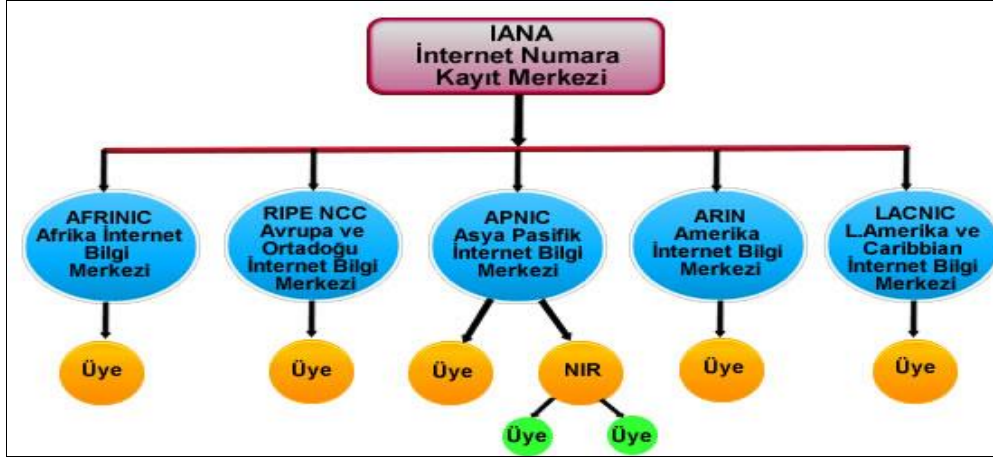 IANA
İnternet Numara
Kayıt Merkezi
AFRINIC
Afrika İnternet
Bilgi
Merkezi
RIPE NCC
Avrupa ve
Ortadoğu
İnternet Bilgi
Merkezi
APNIC
Asya Pasifik
İnternet Bilgi
Merkezi
ARIN
Amerika
İnternet Bilgi
Merkezi
LACNIC
L.Amerika ve
Caribbian
İnternet Bilgi
Merkezi
Üye
Üye
Üye
NIR
Üye
Üye
Üye
Üye